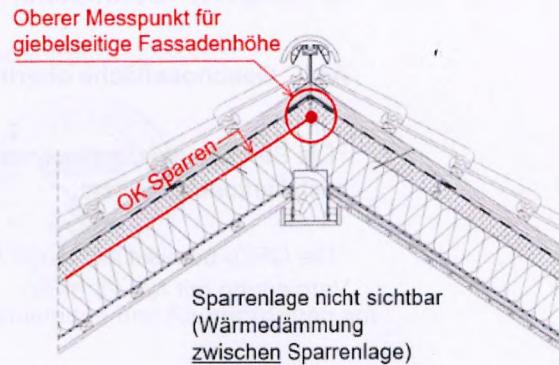 Oberer Messpunkt für
giebelseitige Fassadenhöhe
OK Sparren
Sparrenlage nicht sichtbar
(Wärmedämmung
zwischen Sparrenlage)